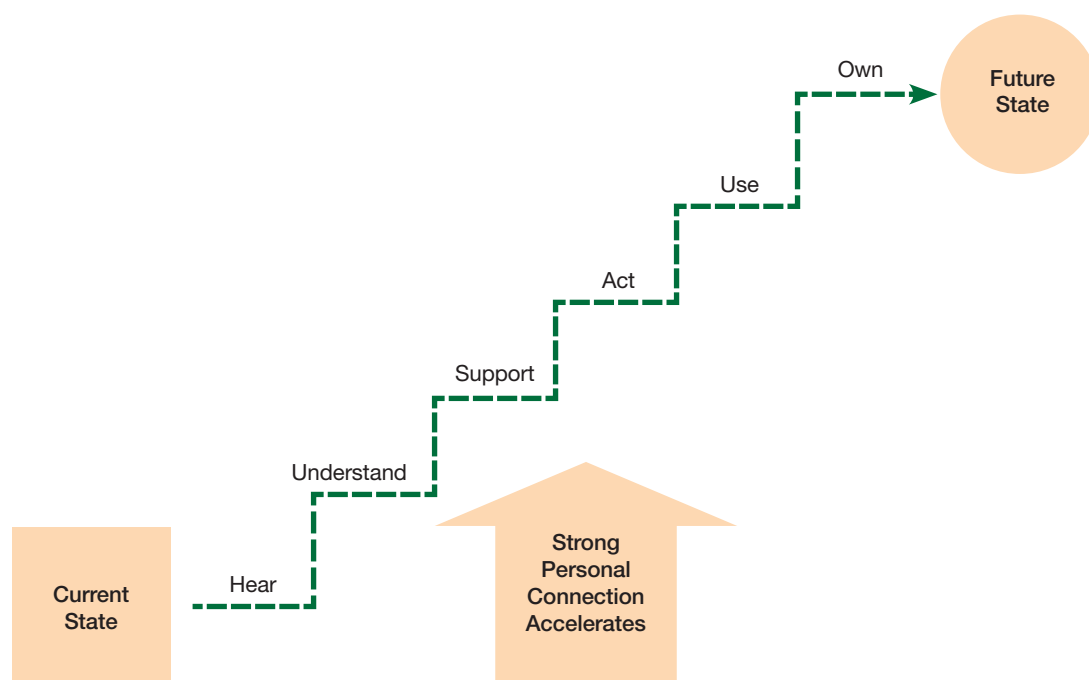 Own
Future
State
Use
Act
Support
Understand
Strong
Personal
Connection
Accelerates
Hear
Current
State